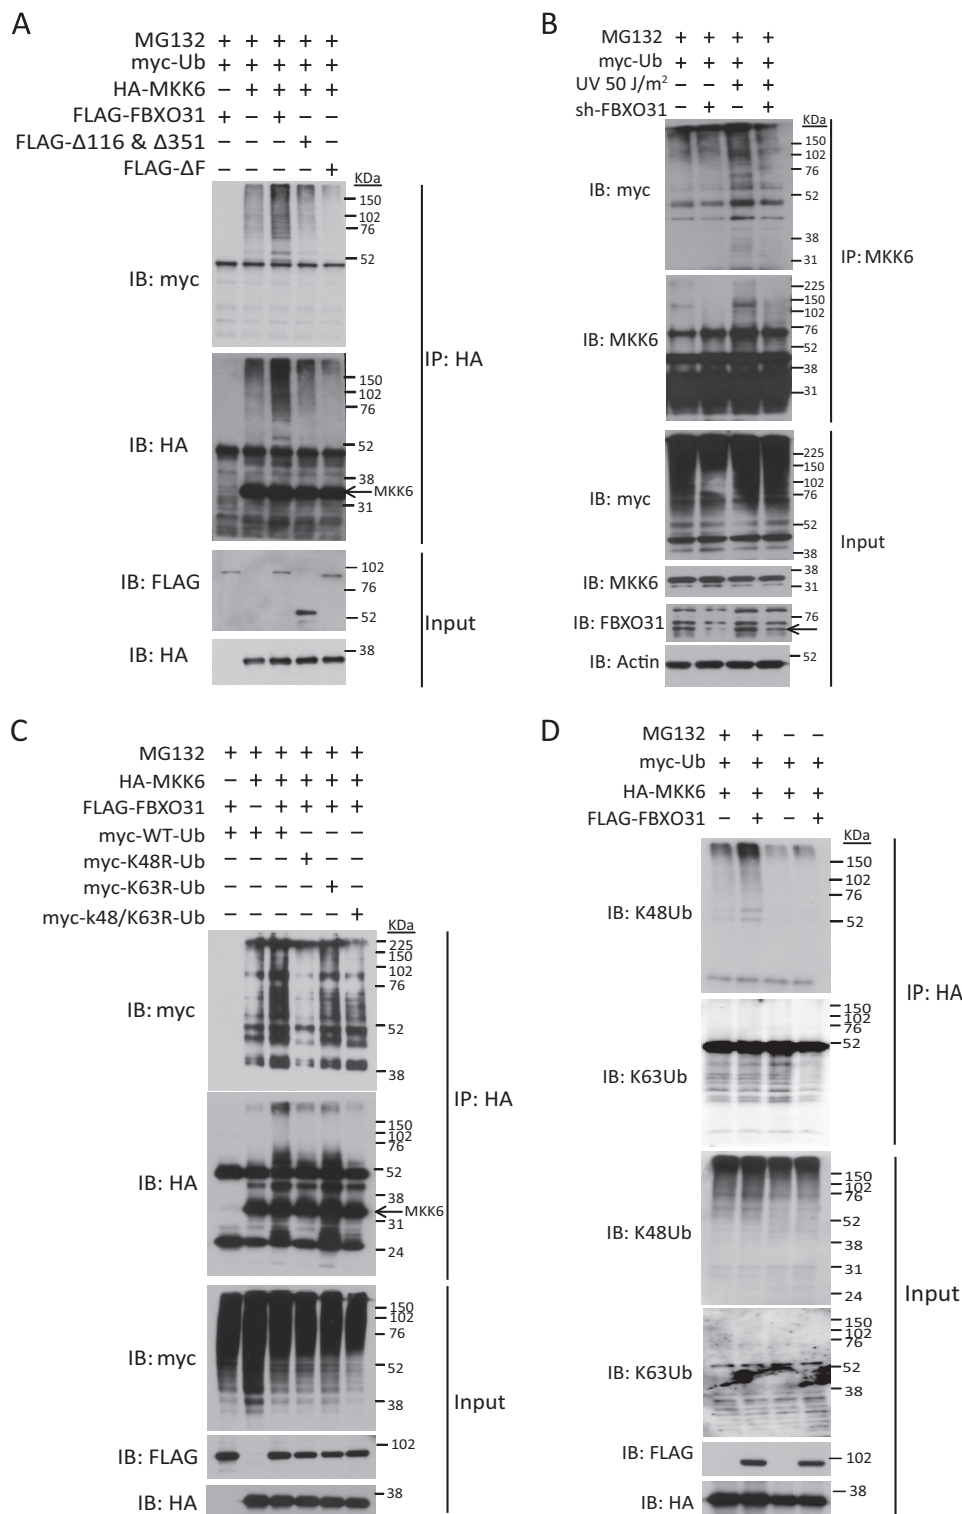 A
MG132 + + + + +
myc-Ub + + + + +
HA-MKK6 – + + + +
FLAG-FBXO31 + – + – –
FLAG-Δ116 & Δ351 – – – + –
FLAG-ΔF – – – – +
KDa
150
102
76
52
IB: myc
150
102
76
52
38
31
IB: HA
MKK6
IP: HA
IB: FLAG
102
76
52
IB: HA
38
Input
B
MG132 + + + +
myc-Ub + + + +
UV 50 J/m² – – + +
sh-FBXO31 – + – +
KDa
150
102
76
52
38
31
IB: myc
IP: MKK6
225
150
102
76
52
38
31
IB: MKK6
225
150
102
76
52
38
IB: myc
Input
38
31
IB: MKK6
76
IB: FBXO31
52
IB: Actin
C
MG132 + + + + + +
HA-MKK6 – + + + + +
FLAG-FBXO31 + – + + + +
myc-WT-Ub + + + – – –
myc-K48R-Ub – – – + – –
myc-K63R-Ub – – – – + –
myc-k48/K63R-Ub – – – – – +
KDa
225
150
102
76
52
38
IB: myc
IP: HA
150
102
76
52
38
31
24
IB: HA
MKK6
150
102
76
52
38
IB: myc
Input
102
IB: FLAG
38
IB: HA
D
MG132 + + – –
myc-Ub + + + +
HA-MKK6 + + + +
FLAG-FBXO31 – + – +
KDa
150
102
76
52
IB: K48Ub
IP: HA
150
102
76
52
IB: K63Ub
150
102
76
52
38
31
24
IB: K48Ub
Input
150
102
76
52
38
IB: K63Ub
IB: FLAG
102
IB: HA
38